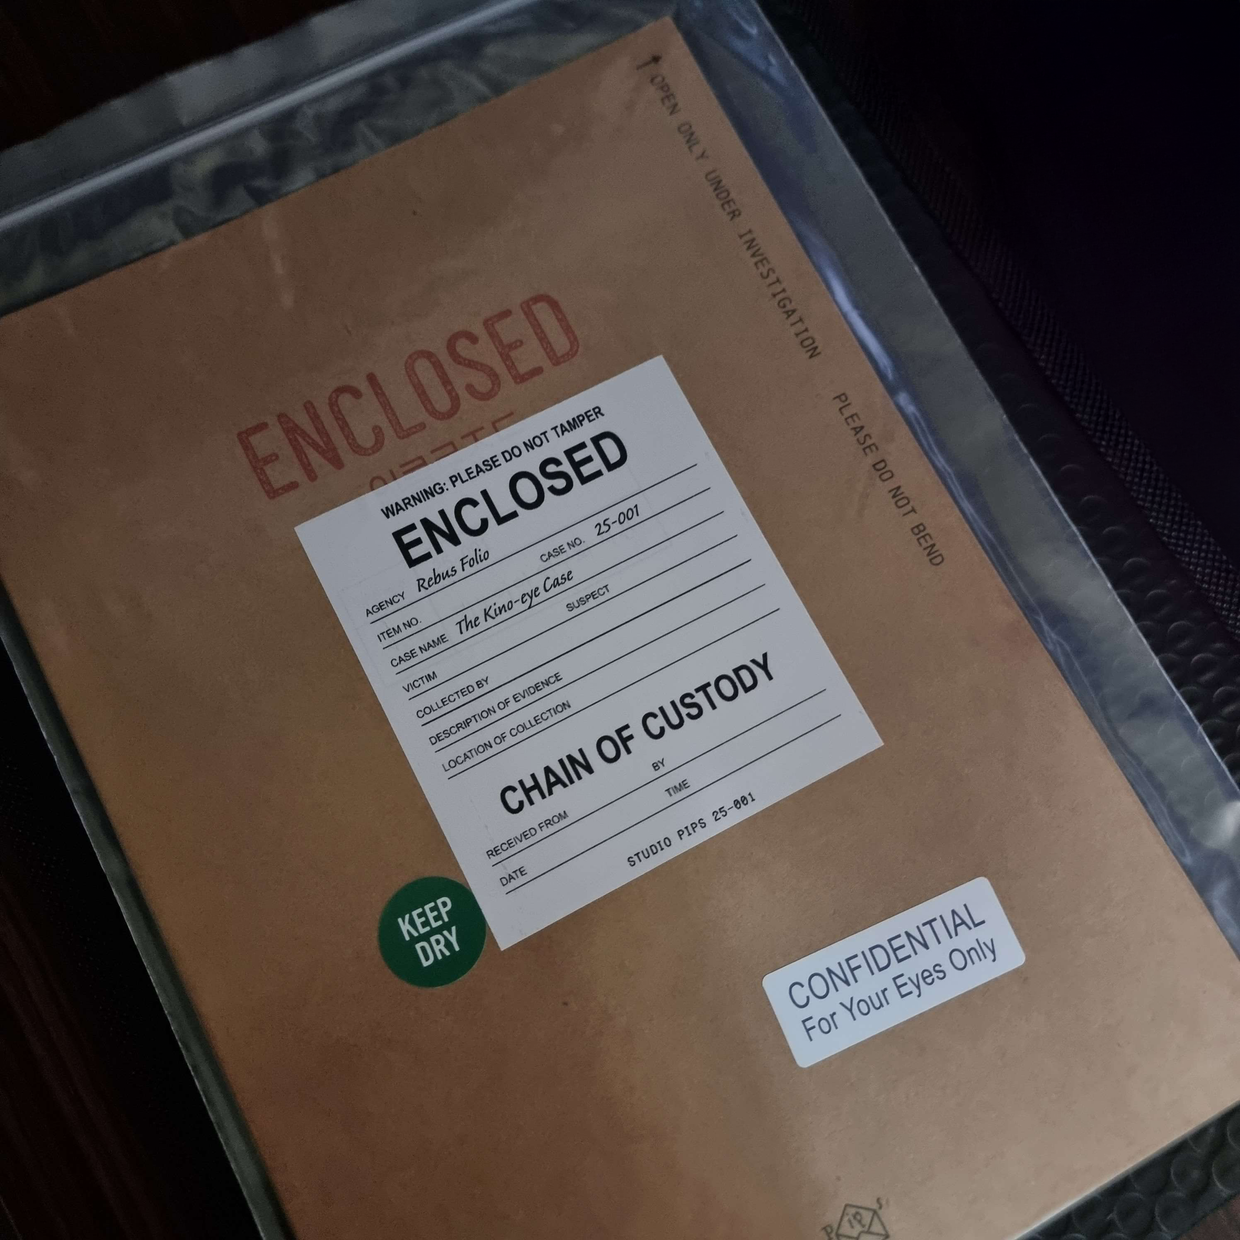 ↑ OPEN ONLY UNDER INVESTIGATION PLEASE DO NOT BEND
ENCLOSED
WARNING: PLEASE DO NOT TAMPER
ENCLOSED
AGENCY Rebus Folio
ITEM NO. CASE NO. 25-001
CASE NAME The Kino-eye Case
VICTIM SUSPECT
COLLECTED BY
DESCRIPTION OF EVIDENCE
LOCATION OF COLLECTION
CHAIN OF CUSTODY
RECEIVED FROM BY
DATE TIME
STUDIO PIPS 25-001
KEEP
DRY
CONFIDENTIAL
For Your Eyes Only
P ip s